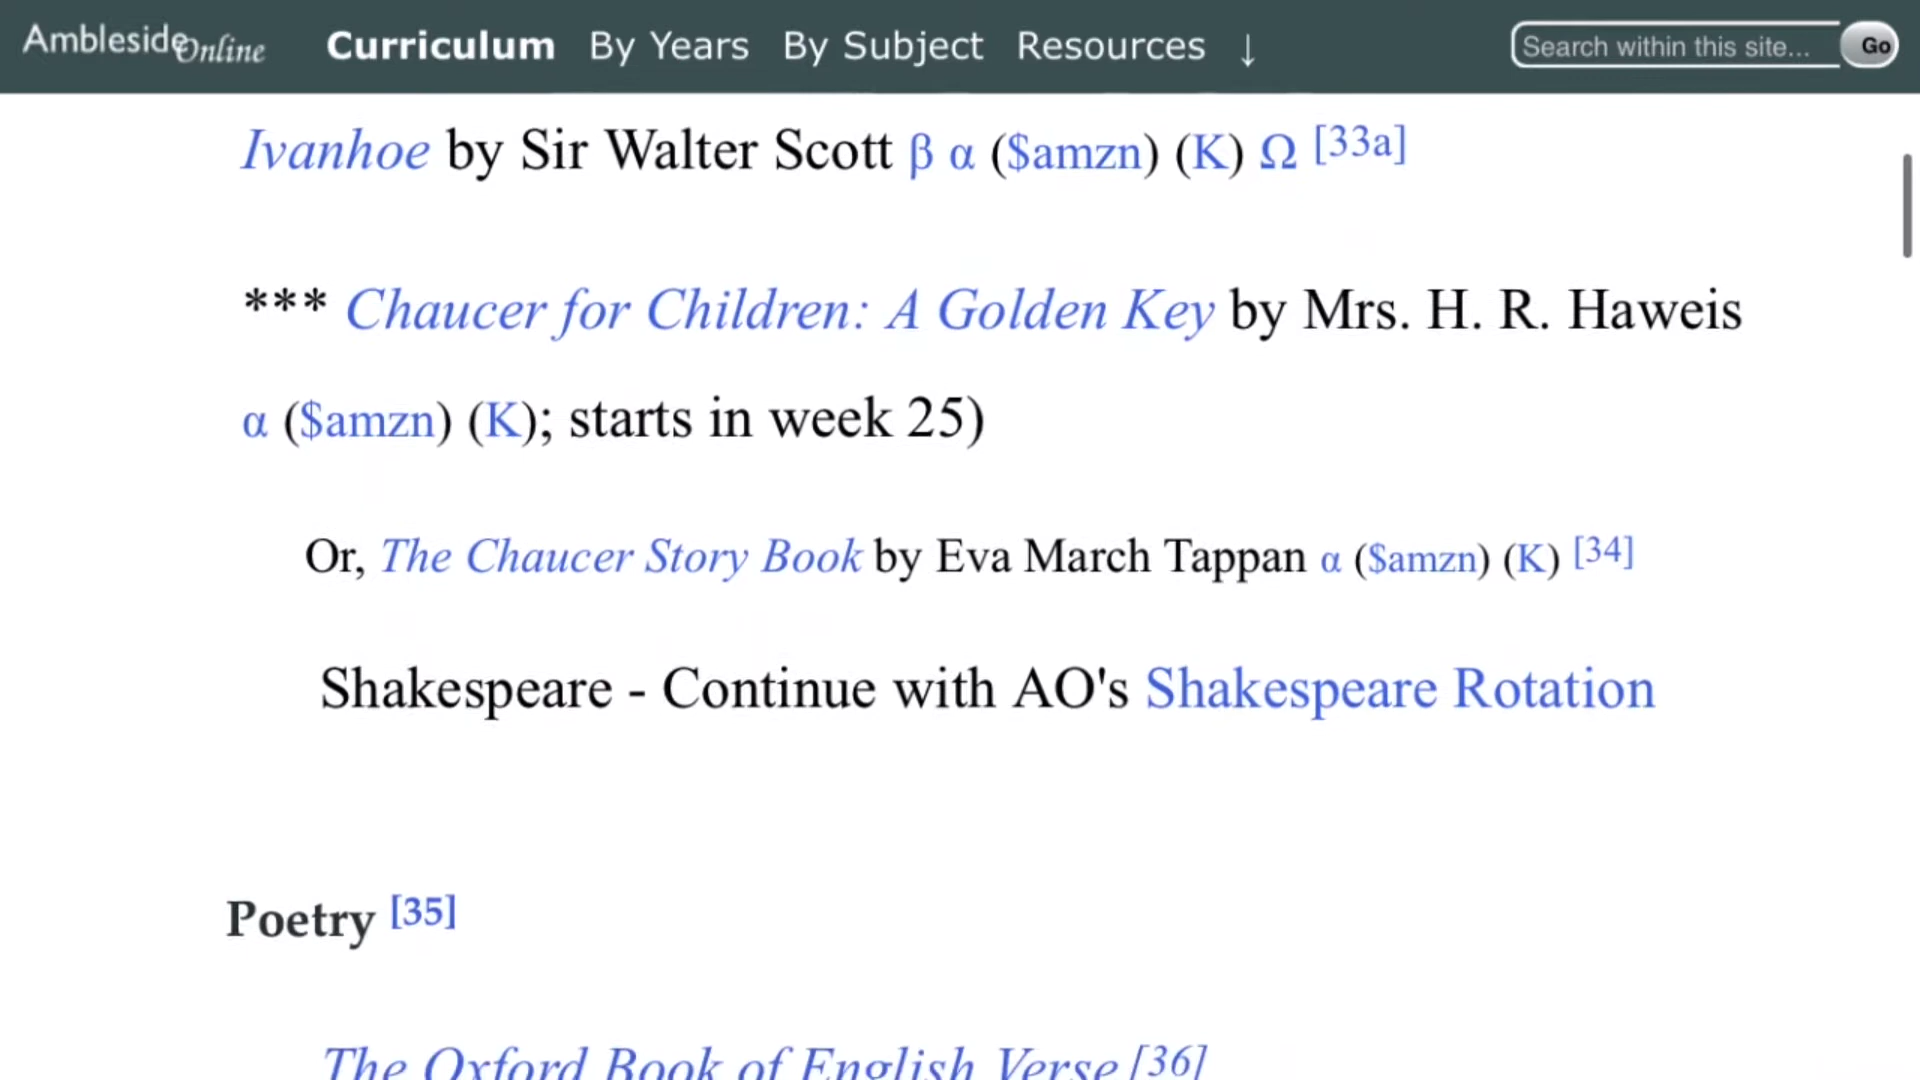 AmblesideOnline Curriculum By Years By Subject Resources ↓ Search within this site... Go
Ivanhoe by Sir Walter Scott β α ($amzn) (K) Ω [33a]
*** Chaucer for Children: A Golden Key by Mrs. H. R. Haweis
α ($amzn) (K); starts in week 25)
Or, The Chaucer Story Book by Eva March Tappan α ($amzn) (K) [34]
Shakespeare - Continue with AO's Shakespeare Rotation
Poetry [35]
The Oxford Book of English Verse [36]